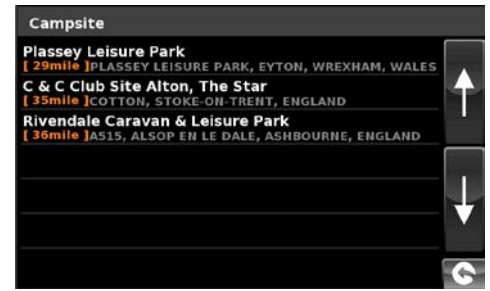 Campsite
Plassey Leisure Park
[ 29mile ]PLASSEY LEISURE PARK, EYTON, WREXHAM, WALES
C & C Club Site Alton, The Star
[ 35mile ]COTTON, STOKE-ON-TRENT, ENGLAND
Rivendale Caravan & Leisure Park
[ 36mile ]A515, ALSOP EN LE DALE, ASHBOURNE, ENGLAND